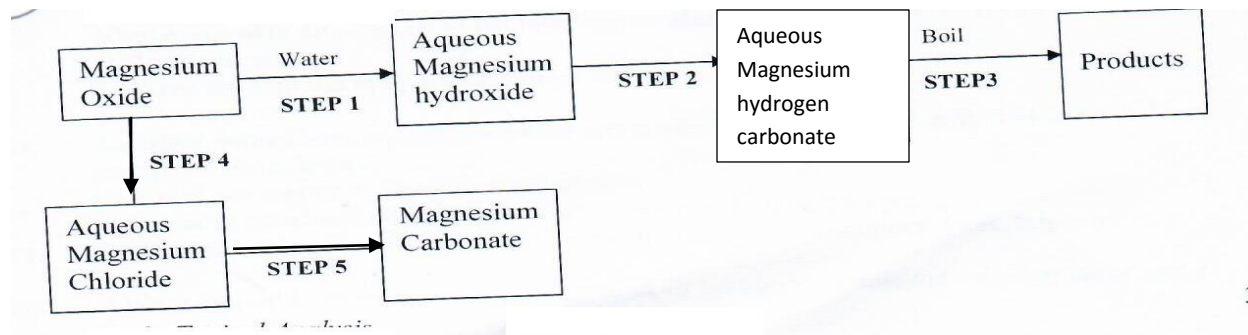 Magnesium
Oxide
Water
STEP 1
Aqueous
Magnesium
hydroxide
STEP 2
Aqueous
Magnesium
hydrogen
carbonate
Boil
STEP3
Products
STEP 4
Aqueous
Magnesium
Chloride
STEP 5
Magnesium
Carbonate